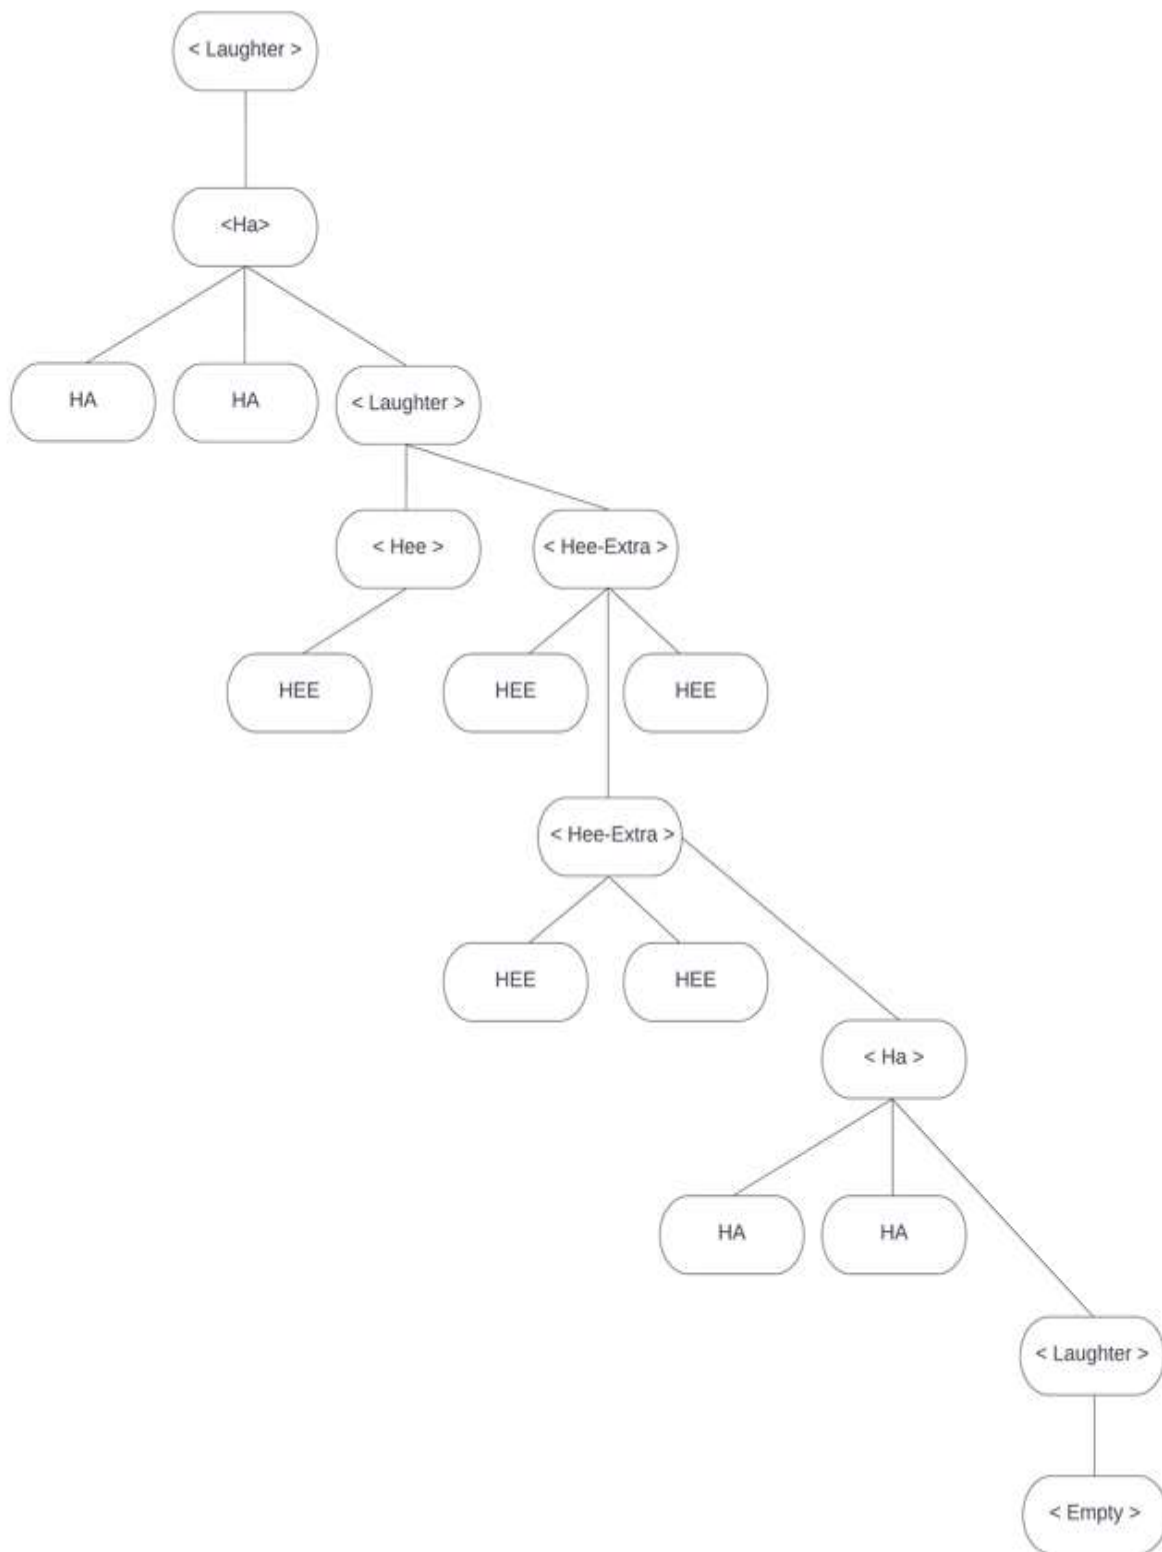 < Laughter >
<Ha>
HA
HA
< Laughter >
< Hee >
< Hee-Extra >
HEE
HEE
HEE
< Hee-Extra >
HEE
HEE
< Ha >
HA
HA
< Laughter >
< Empty >